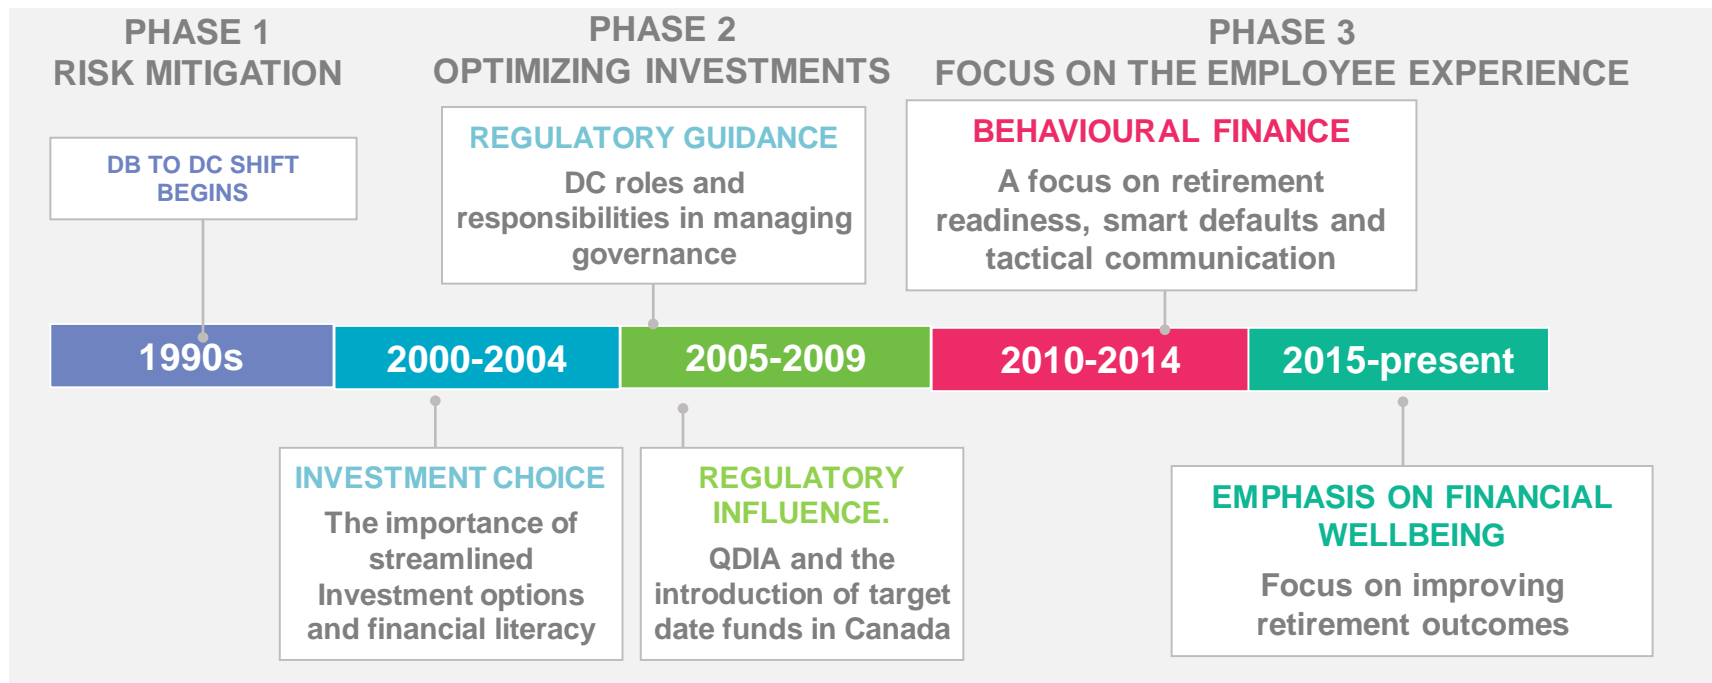 PHASE 1
RISK MITIGATION
PHASE 2
OPTIMIZING INVESTMENTS
PHASE 3
FOCUS ON THE EMPLOYEE EXPERIENCE
DB TO DC SHIFT
BEGINS
REGULATORY GUIDANCE
DC roles and
responsibilities in managing
governance
BEHAVIOURAL FINANCE
A focus on retirement
readiness, smart defaults and
tactical communication
1990s
2000-2004
2005-2009
2010-2014
2015-present
INVESTMENT CHOICE
The importance of
streamlined
Investment options
and financial literacy
REGULATORY
INFLUENCE.
QDIA and the
introduction of target
date funds in Canada
EMPHASIS ON FINANCIAL
WELLBEING
Focus on improving
retirement outcomes